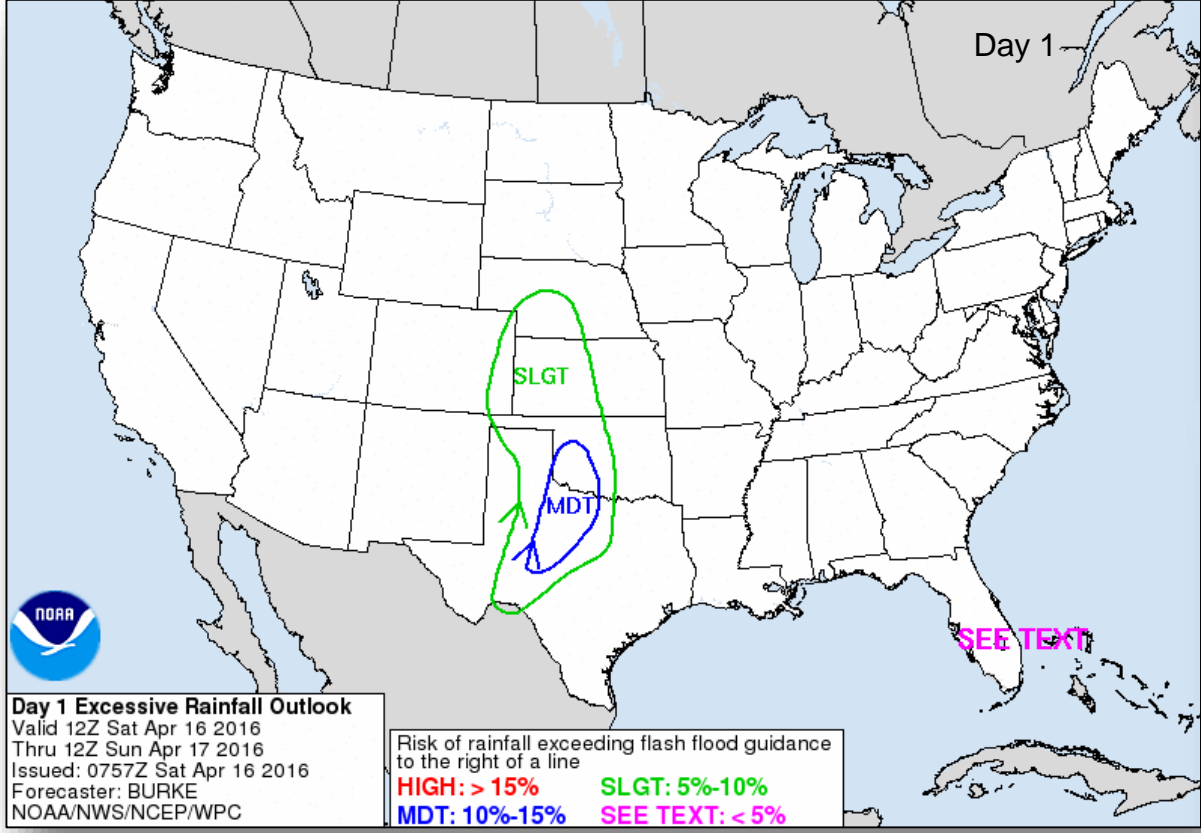 Day 1
SLGT
MDT
SEE TEXT
NOAA
Day 1 Excessive Rainfall Outlook
Valid 12Z Sat Apr 16 2016
Thru 12Z Sun Apr 17 2016
Issued: 0757Z Sat Apr 16 2016
Forecaster: BURKE
NOAA/NWS/NCEP/WPC
Risk of rainfall exceeding flash flood guidance
to the right of a line
HIGH: > 15% SLGT: 5%-10%
MDT: 10%-15% SEE TEXT: < 5%